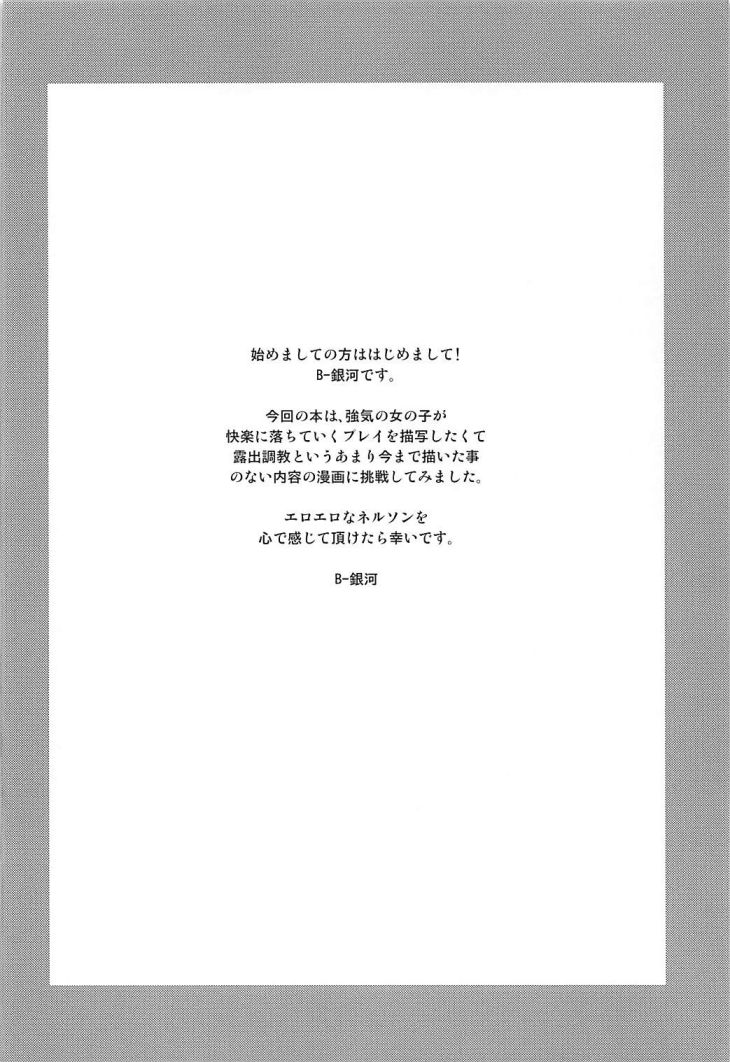 始めましての方ははじめまして！
B-銀河です。
今回の本は、強気の女の子が
快楽に落ちていくプレイを描写したくて
露出調教というあまり今まで描いた事
のない内容の漫画に挑戦してみました。
エロエロなネルソンを
心で感じて頂けたら幸いです。
B-銀河